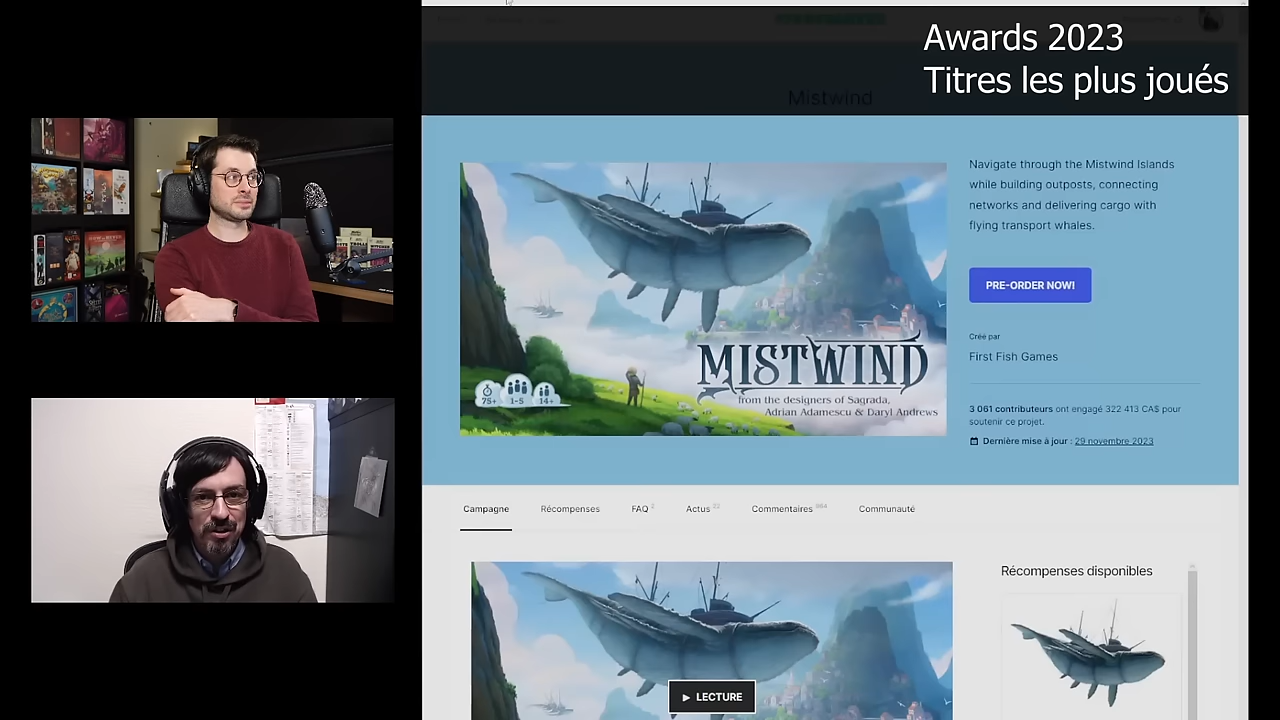 Awards 2023
Titres les plus joués
Mistwind
Navigate through the Mistwind Islands
while building outposts, connecting
networks and delivering cargo with
flying transport whales.
PRE-ORDER NOW!
Crée par
First Fish Games
3 061 contributeurs ont engagé 322 413 CA$ pour
soutenir ce projet.
Dernière mise à jour : 29 novembre 2023
MISTWIND
from the designers of Sagrada,
Adrian Adamescu & Daryl Andrews
75+ 1-5 14+
Campagne Récompenses FAQ 2 Actus 22 Commentaires Communauté
Récompenses disponibles
LECTURE